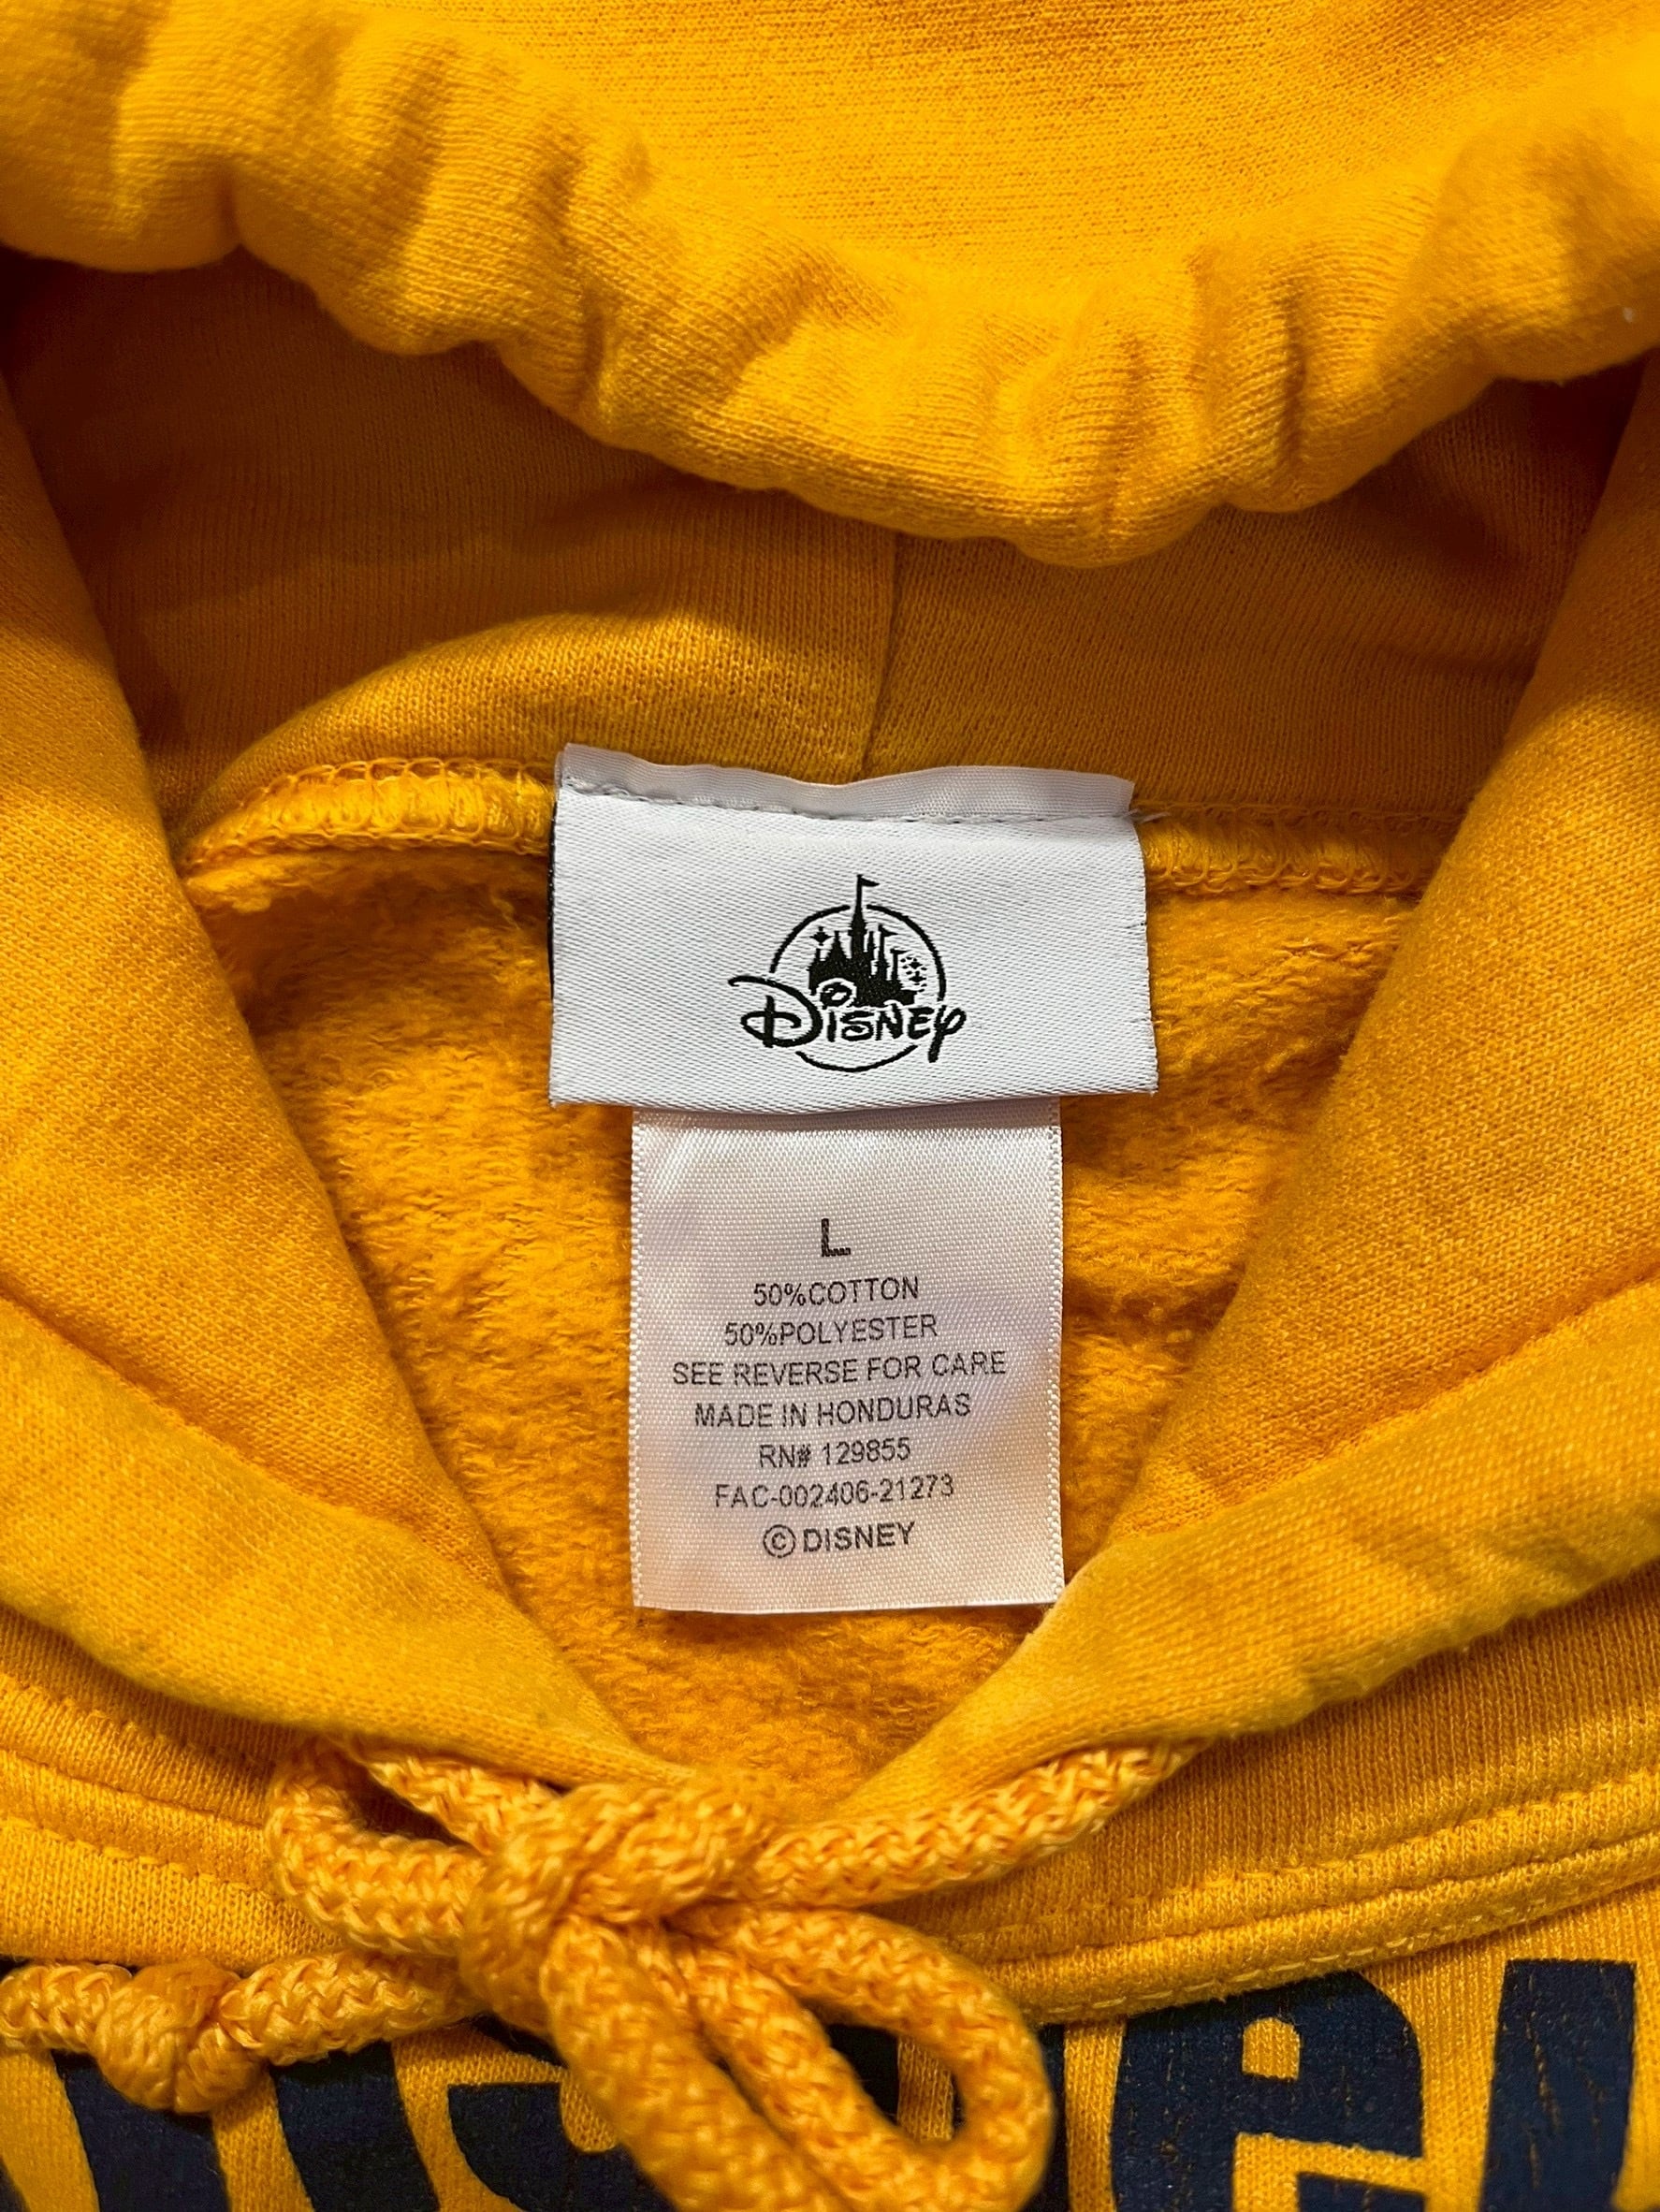 Disney
L
50%COTTON
50%POLYESTER
SEE REVERSE FOR CARE
MADE IN HONDURAS
RN# 129855
FAC-002406-21273
©DISNEY